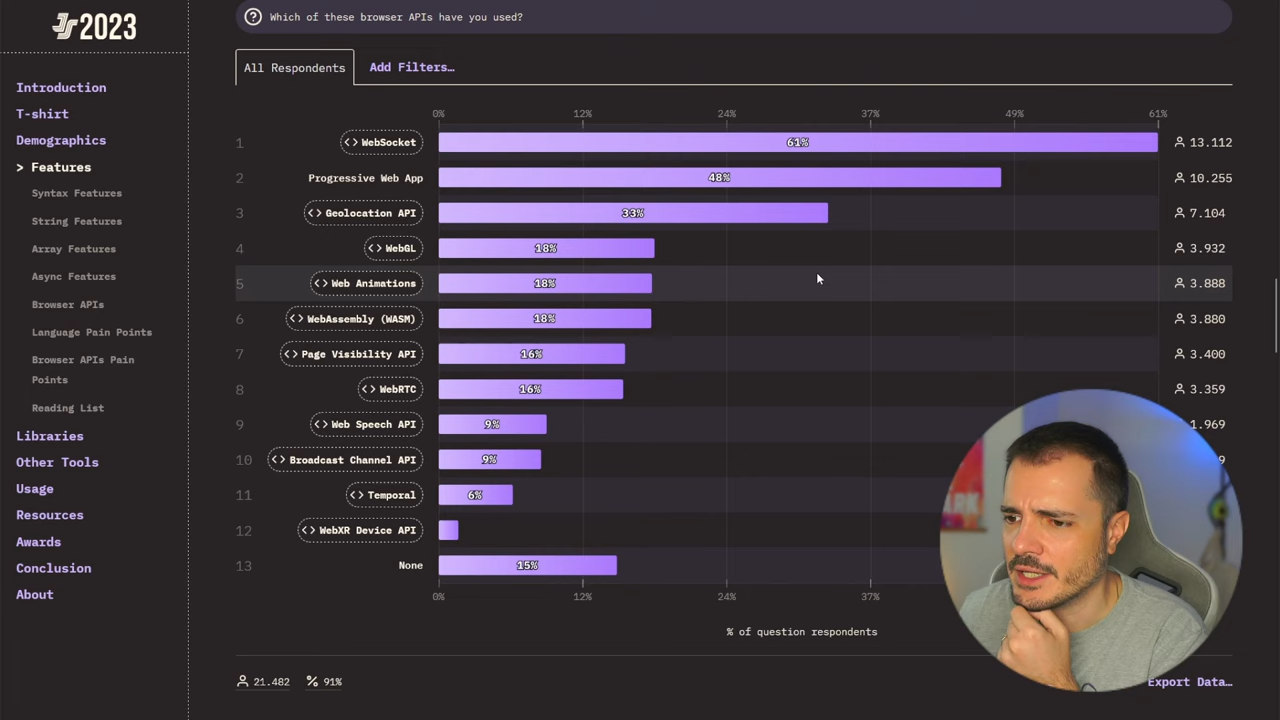 JS 2023
Introduction
T-shirt
Demographics
> Features
Syntax Features
String Features
Array Features
Async Features
Browser APIs
Language Pain Points
Browser APIs Pain
Points
Reading List
Libraries
Other Tools
Usage
Resources
Awards
Conclusion
About
? Which of these browser APIs have you used?
All Respondents Add Filters…
0% 12% 24% 37% 49% 61%
1 <> WebSocket 61% 13.112
2 Progressive Web App 48% 10.255
3 <> Geolocation API 33% 7.104
4 <> WebGL 18% 3.932
5 <> Web Animations 18% 3.888
6 <> WebAssembly (WASM) 18% 3.880
7 <> Page Visibility API 16% 3.400
8 <> WebRTC 16% 3.359
9 <> Web Speech API 9% 1.969
10 <> Broadcast Channel API 9%
11 <> Temporal 6%
12 <> WebXR Device API
13 None 15%
0% 12% 24% 37%
% of question respondents
21.482 % 91%
Export Data…